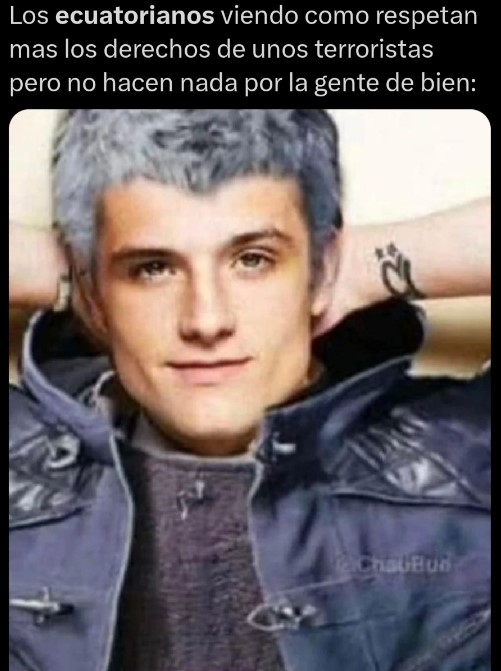 Los ecuatorianos viendo como respetan
mas los derechos de unos terroristas
pero no hacen nada por la gente de bien: